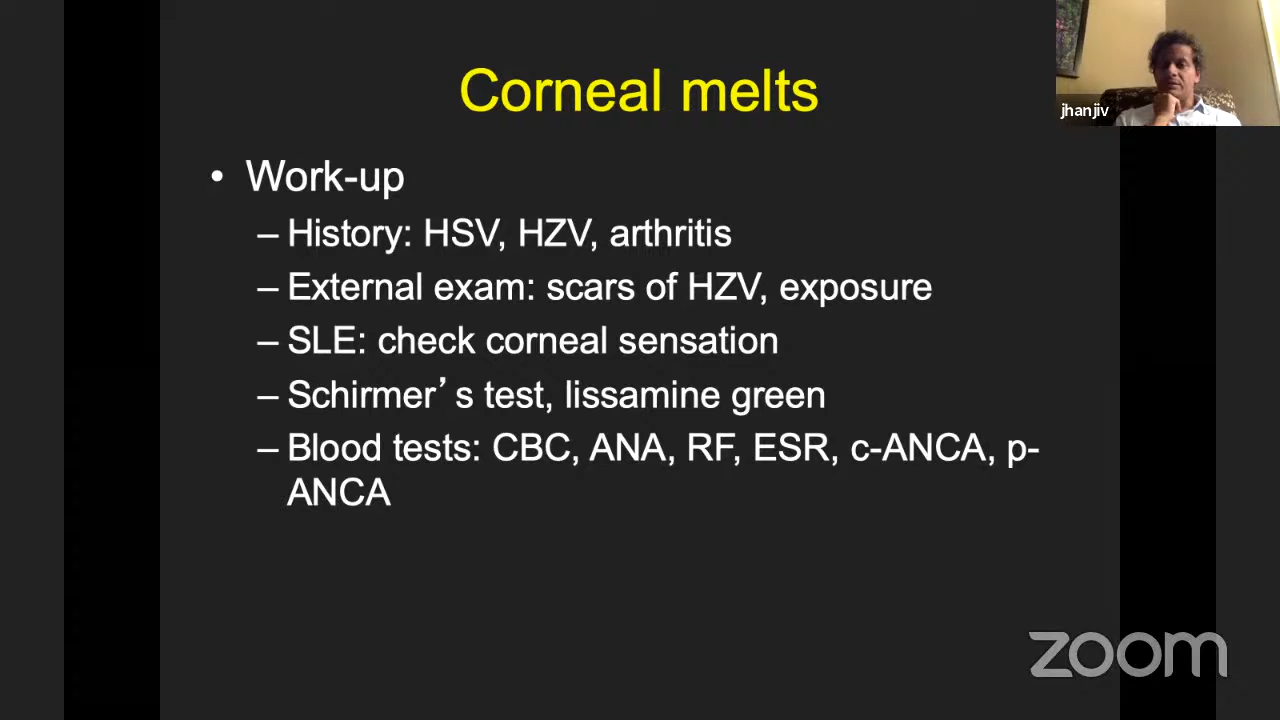 Corneal melts
jhanjiv
• Work-up
– History: HSV, HZV, arthritis
– External exam: scars of HZV, exposure
– SLE: check corneal sensation
– Schirmer’s test, lissamine green
– Blood tests: CBC, ANA, RF, ESR, c-ANCA, p-
ANCA
zoom